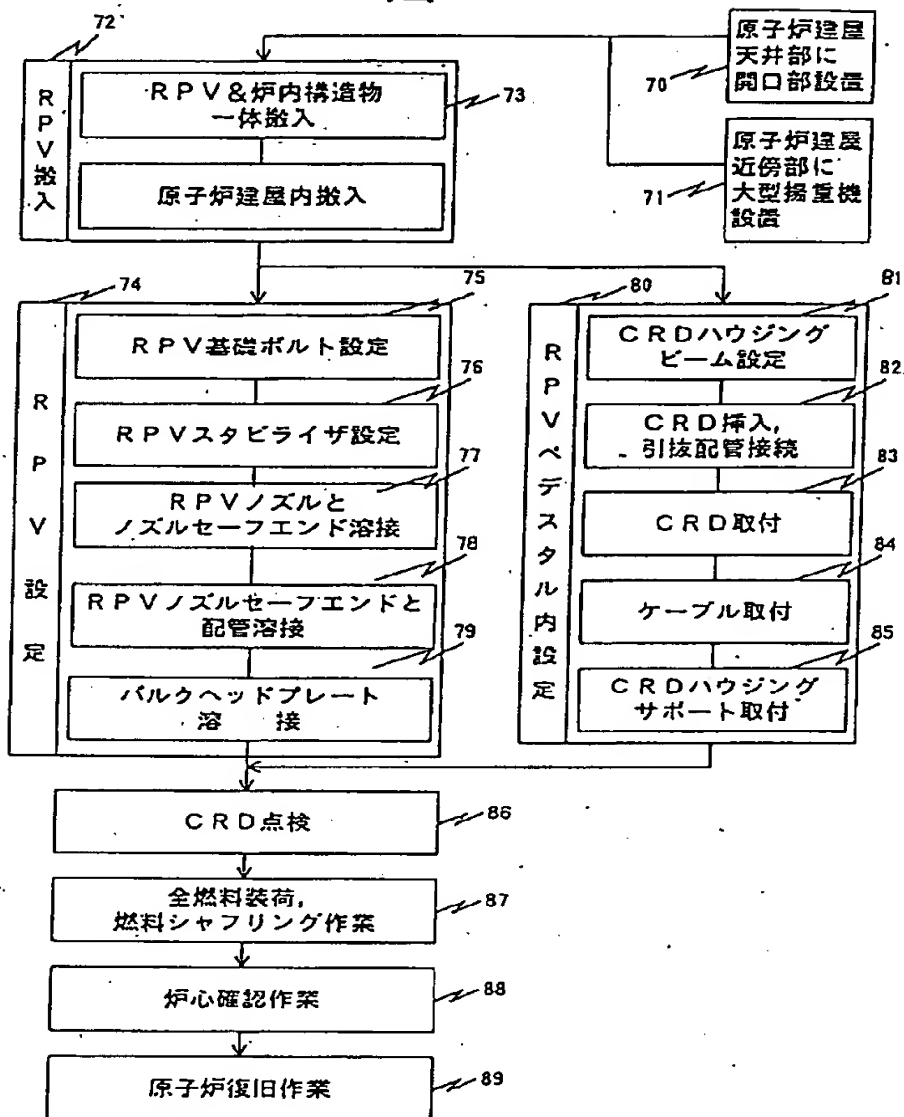 72
RPV搬入
RPV&炉内構造物
一体搬入
73
原子炉建屋内搬入
原子炉建屋
天井部に
開口部設置
70
原子炉建屋
近傍部に
大型揚重機
設置
71
74
RPV設定
75
RPV基礎ボルト設定
76
RPVスタビライザ設定
77
RPVノズルと
ノズルセーフエンド溶接
78
RPVノズルセーフエンドと
配管溶接
79
バルクヘッドプレート
溶 接
80
RPVペデスタル内設定
81
CRDハウジング
ビーム設定
82
CRD挿入,
引抜配管接続
83
CRD取付
84
ケーブル取付
85
CRDハウジング
サポート取付
CRD点検
86
全燃料装荷,
燃料シャフリング作業
87
炉心確認作業
88
原子炉復旧作業
89